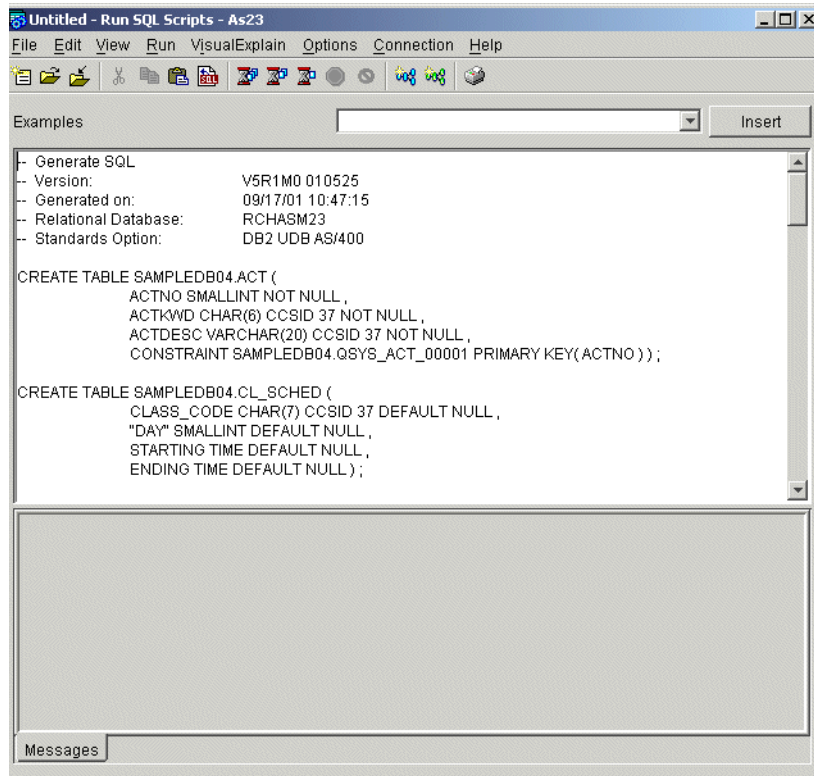 Untitled - Run SQL Scripts - As23
File Edit View Run VisualExplain Options Connection Help
Examples
Insert
-- Generate SQL
-- Version: V5R1M0 010525
-- Generated on: 09/17/01 10:47:15
-- Relational Database: RCHASM23
-- Standards Option: DB2 UDB AS/400
CREATE TABLE SAMPLEDB04.ACT (
ACTNO SMALLINT NOT NULL ,
ACTKWD CHAR(6) CCSID 37 NOT NULL ,
ACTDESC VARCHAR(20) CCSID 37 NOT NULL ,
CONSTRAINT SAMPLEDB04.QSYS_ACT_00001 PRIMARY KEY( ACTNO ) ) ;
CREATE TABLE SAMPLEDB04.CL_SCHED (
CLASS_CODE CHAR(7) CCSID 37 DEFAULT NULL ,
"DAY" SMALLINT DEFAULT NULL ,
STARTING TIME DEFAULT NULL ,
ENDING TIME DEFAULT NULL ) ;
Messages